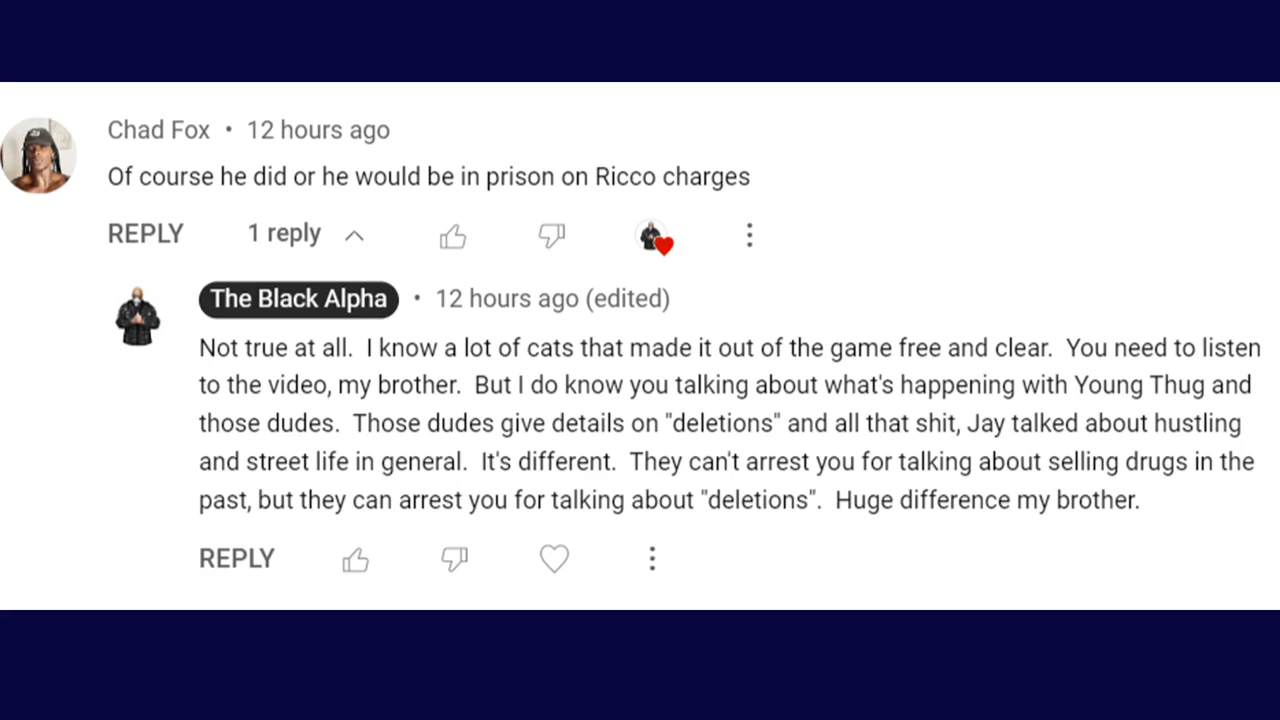 Chad Fox • 12 hours ago
Of course he did or he would be in prison on Ricco charges
REPLY 1 reply
The Black Alpha • 12 hours ago (edited)
Not true at all.  I know a lot of cats that made it out of the game free and clear.  You need to listen
to the video, my brother.  But I do know you talking about what's happening with Young Thug and
those dudes.  Those dudes give details on "deletions" and all that shit, Jay talked about hustling
and street life in general.  It's different.  They can't arrest you for talking about selling drugs in the
past, but they can arrest you for talking about "deletions".  Huge difference my brother.
REPLY